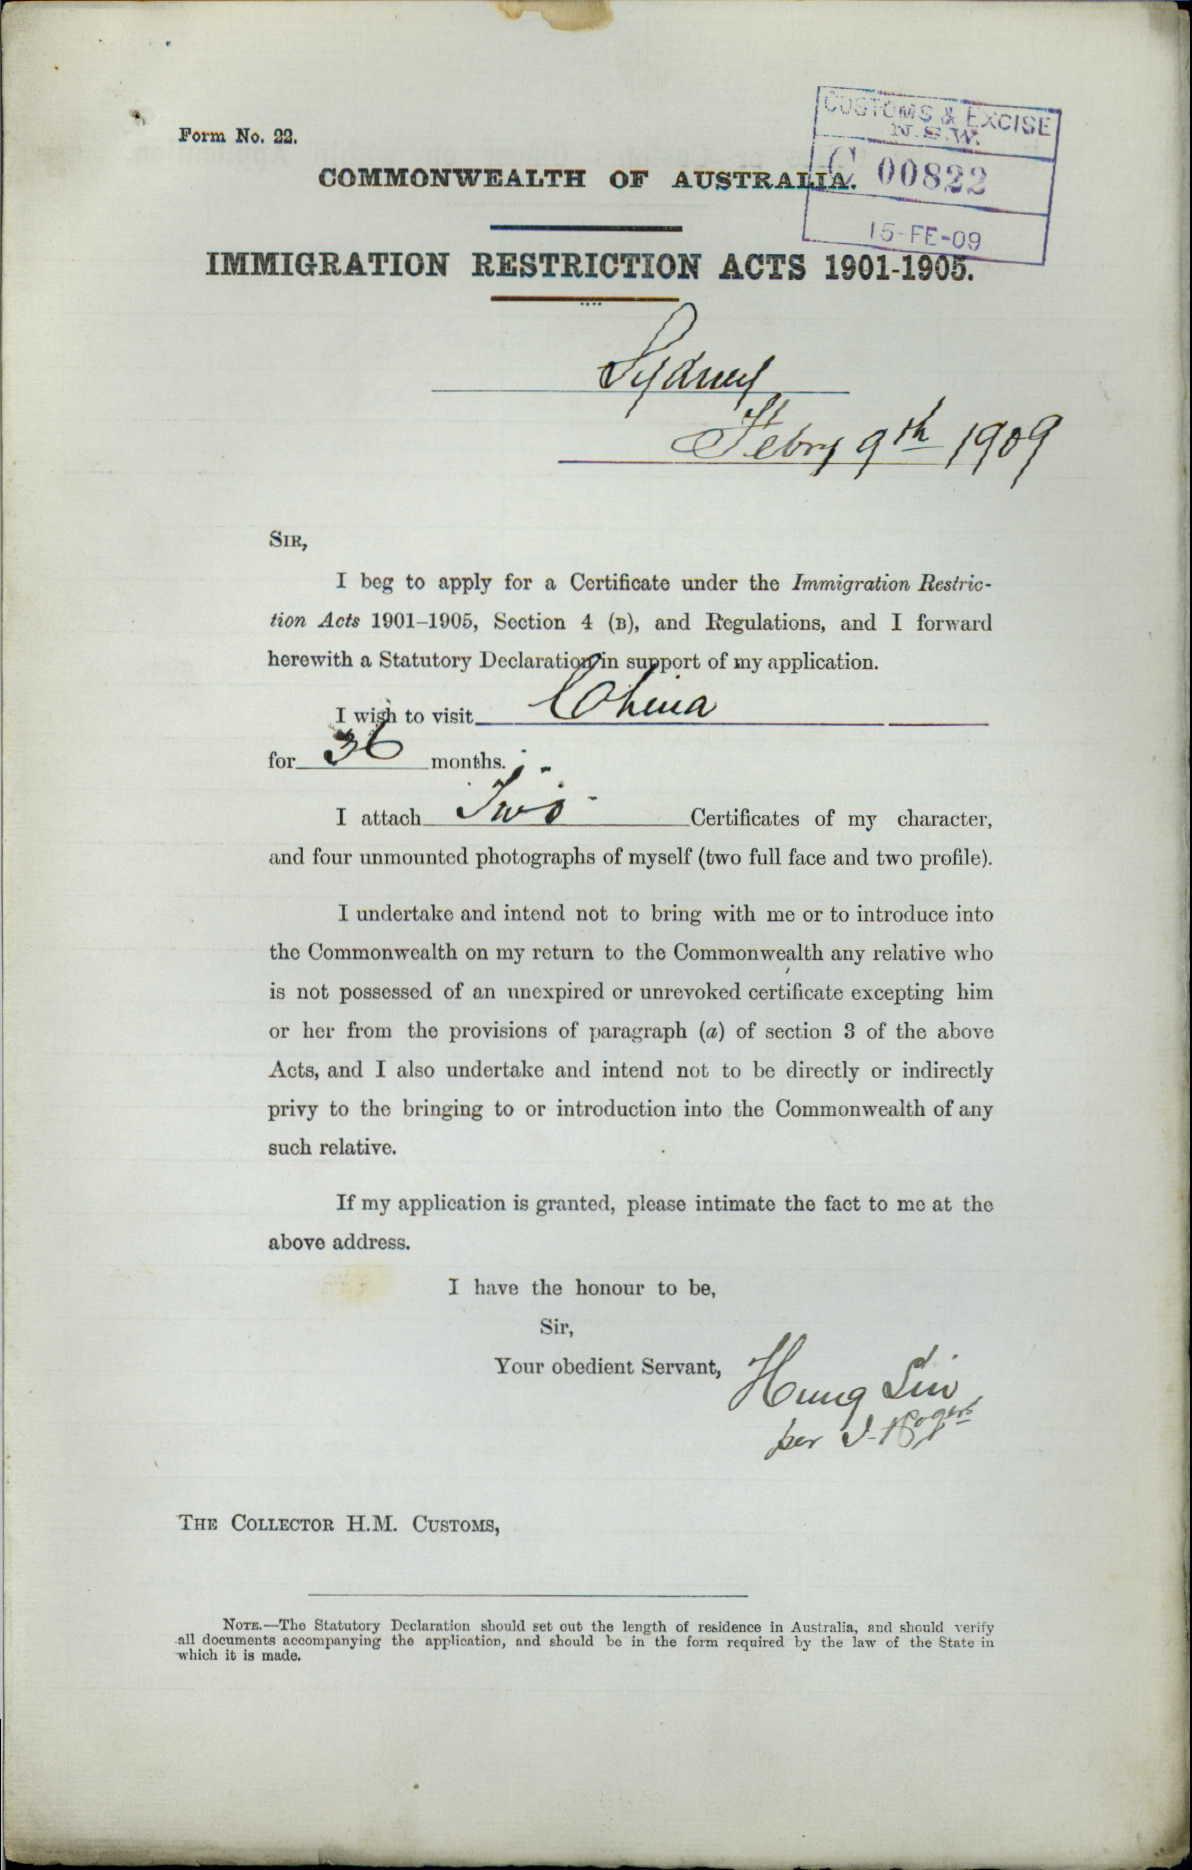 Form No. 22.
CUSTOMS & EXCISE
N.S.W.
C 00822
15-FE-09
COMMONWEALTH OF AUSTRALIA.
IMMIGRATION RESTRICTION ACTS 1901-1905.
Sydney
Febry 9th 1909
SIR,
I beg to apply for a Certificate under the Immigration Restric-
tion Acts 1901–1905, Section 4 (B), and Regulations, and I forward
herewith a Statutory Declaration in support of my application.
I wish to visit China
for 36 months.
I attach Two Certificates of my character,
and four unmounted photographs of myself (two full face and two profile).
I undertake and intend not to bring with me or to introduce into
the Commonwealth on my return to the Commonwealth any relative who
is not possessed of an unexpired or unrevoked certificate excepting him
or her from the provisions of paragraph (a) of section 3 of the above
Acts, and I also undertake and intend not to be directly or indirectly
privy to the bringing to or introduction into the Commonwealth of any
such relative.
If my application is granted, please intimate the fact to me at the
above address.
I have the honour to be,
Sir,
Your obedient Servant,
Hung Sin
per J. Rogers
THE COLLECTOR H.M. CUSTOMS,
NOTE.—The Statutory Declaration should set out the length of residence in Australia, and should verify
all documents accompanying the application, and should be in the form required by the law of the State in
which it is made.